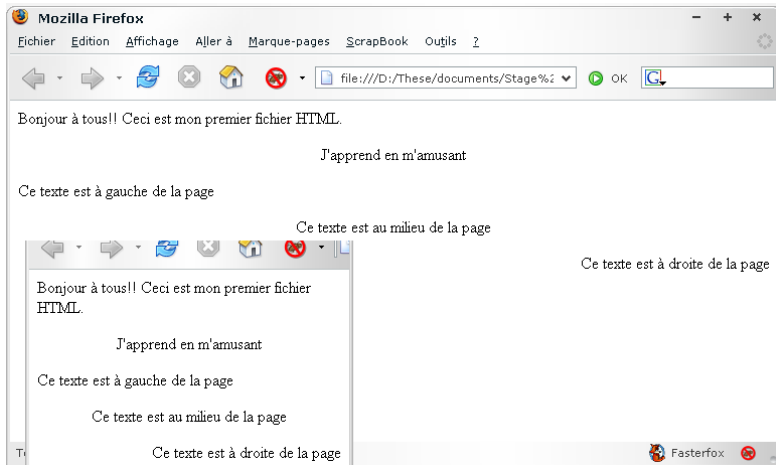 Mozilla Firefox
Fichier Edition Affichage Aller à Marque-pages ScrapBook Outils ?
file:///D:/These/documents/Stage%2 OK G
Bonjour à tous!! Ceci est mon premier fichier HTML.
J'apprend en m'amusant
Ce texte est à gauche de la page
Ce texte est au milieu de la page
Ce texte est à droite de la page
Bonjour à tous!! Ceci est mon premier fichier
HTML.
J'apprend en m'amusant
Ce texte est à gauche de la page
Ce texte est au milieu de la page
Ce texte est à droite de la page
Fasterfox